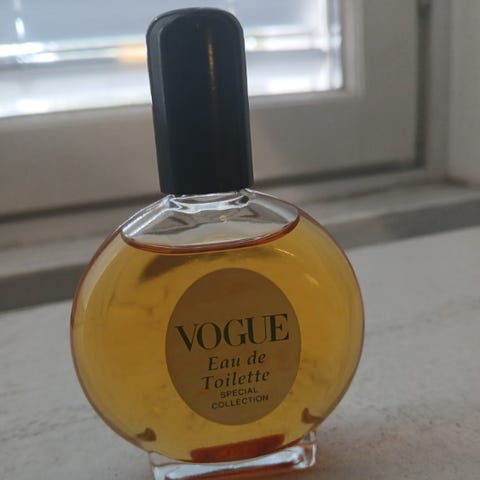 VOGUE
Eau de
Toilette
SPECIAL
COLLECTION